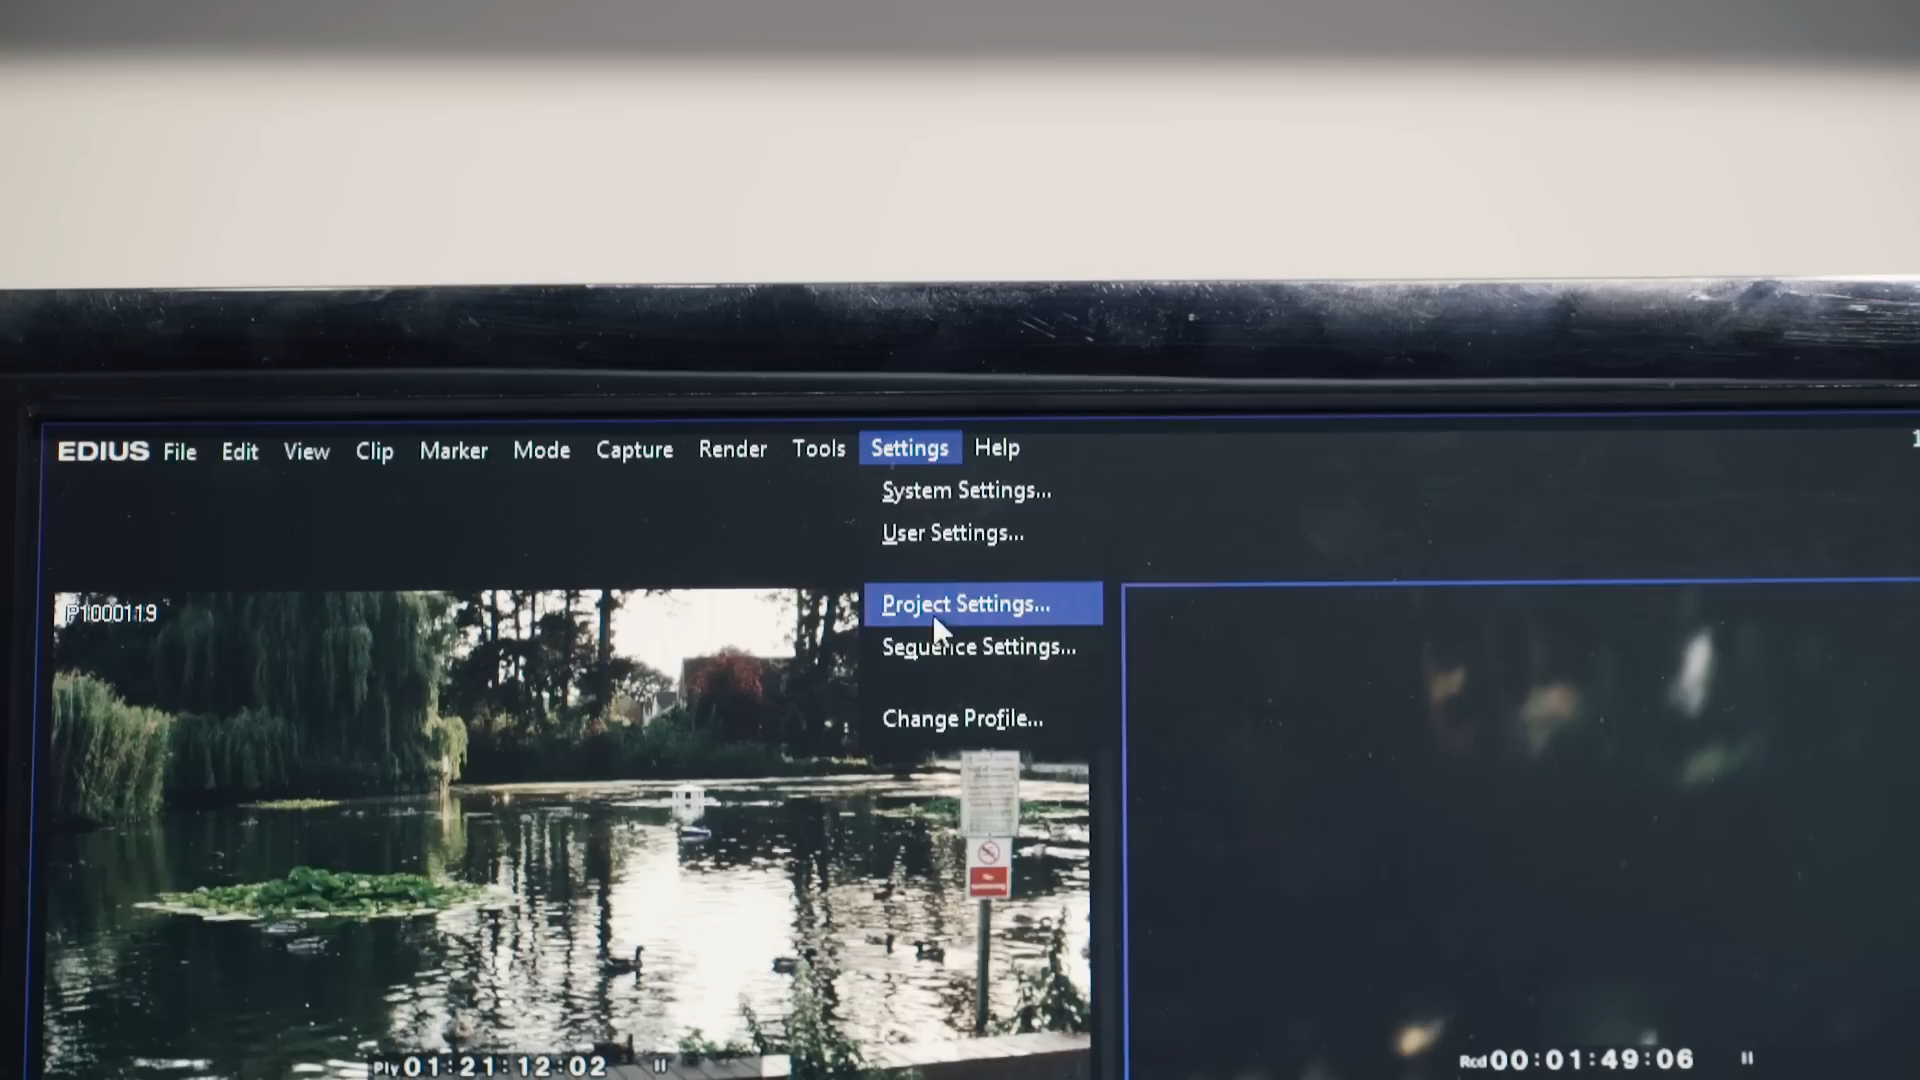 EDIUS File Edit View Clip Marker Mode Capture Render Tools Settings Help
System Settings...
User Settings...
Project Settings...
Sequence Settings...
Change Profile...
P1000119
Ply 01:21:12:02
Rcd 00:01:49:06